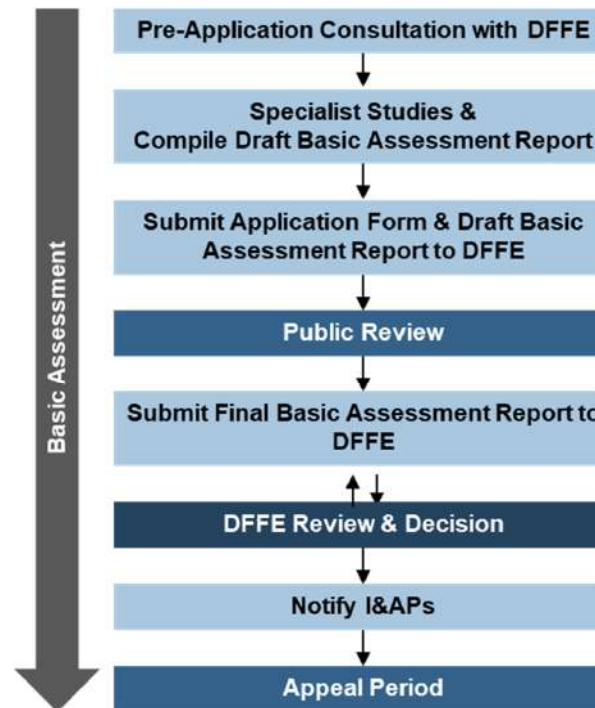 Basic Assessment
Pre-Application Consultation with DFFE
Specialist Studies &
Compile Draft Basic Assessment Report
Submit Application Form & Draft Basic
Assessment Report to DFFE
Public Review
Submit Final Basic Assessment Report to
DFFE
DFFE Review & Decision
Notify I&APs
Appeal Period